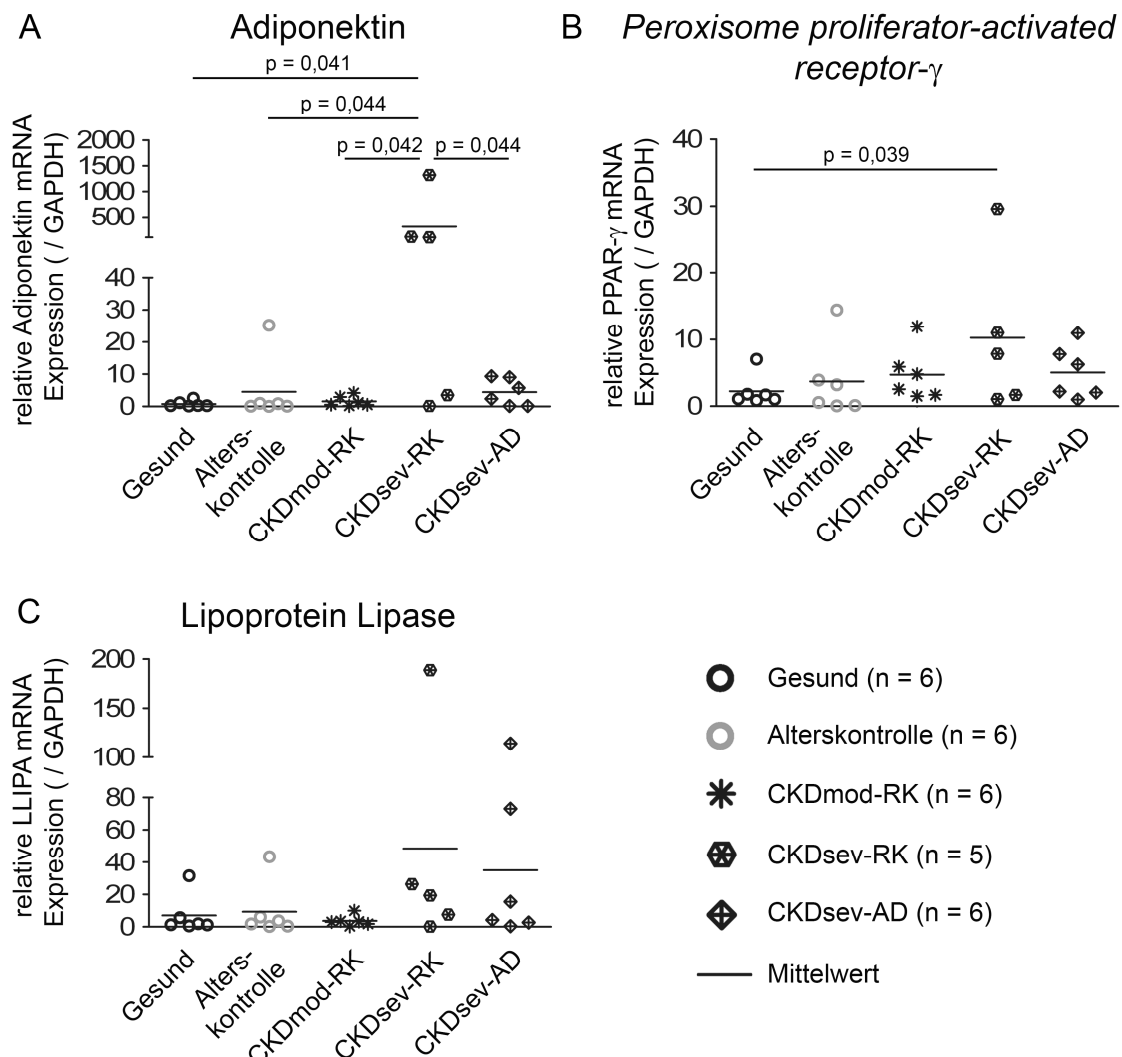 A
Adiponektin
p = 0,041
p = 0,044
p = 0,042
p = 0,044
relative Adiponektin mRNA
Expression ( / GAPDH)
2000
1500
1000
500
40
30
20
10
0
Gesund
Alters-
kontrolle
CKDmod-RK
CKDsev-RK
CKDsev-AD
B
Peroxisome proliferator-activated
receptor-γ
p = 0,039
relative PPAR-γ mRNA
Expression ( / GAPDH)
40
30
20
10
0
Gesund
Alters-
kontrolle
CKDmod-RK
CKDsev-RK
CKDsev-AD
C
Lipoprotein Lipase
relative LLIPA mRNA
Expression ( / GAPDH)
200
150
100
80
60
40
20
0
Gesund
Alters-
kontrolle
CKDmod-RK
CKDsev-RK
CKDsev-AD
Gesund (n = 6)
Alterskontrolle (n = 6)
CKDmod-RK (n = 6)
CKDsev-RK (n = 5)
CKDsev-AD (n = 6)
Mittelwert